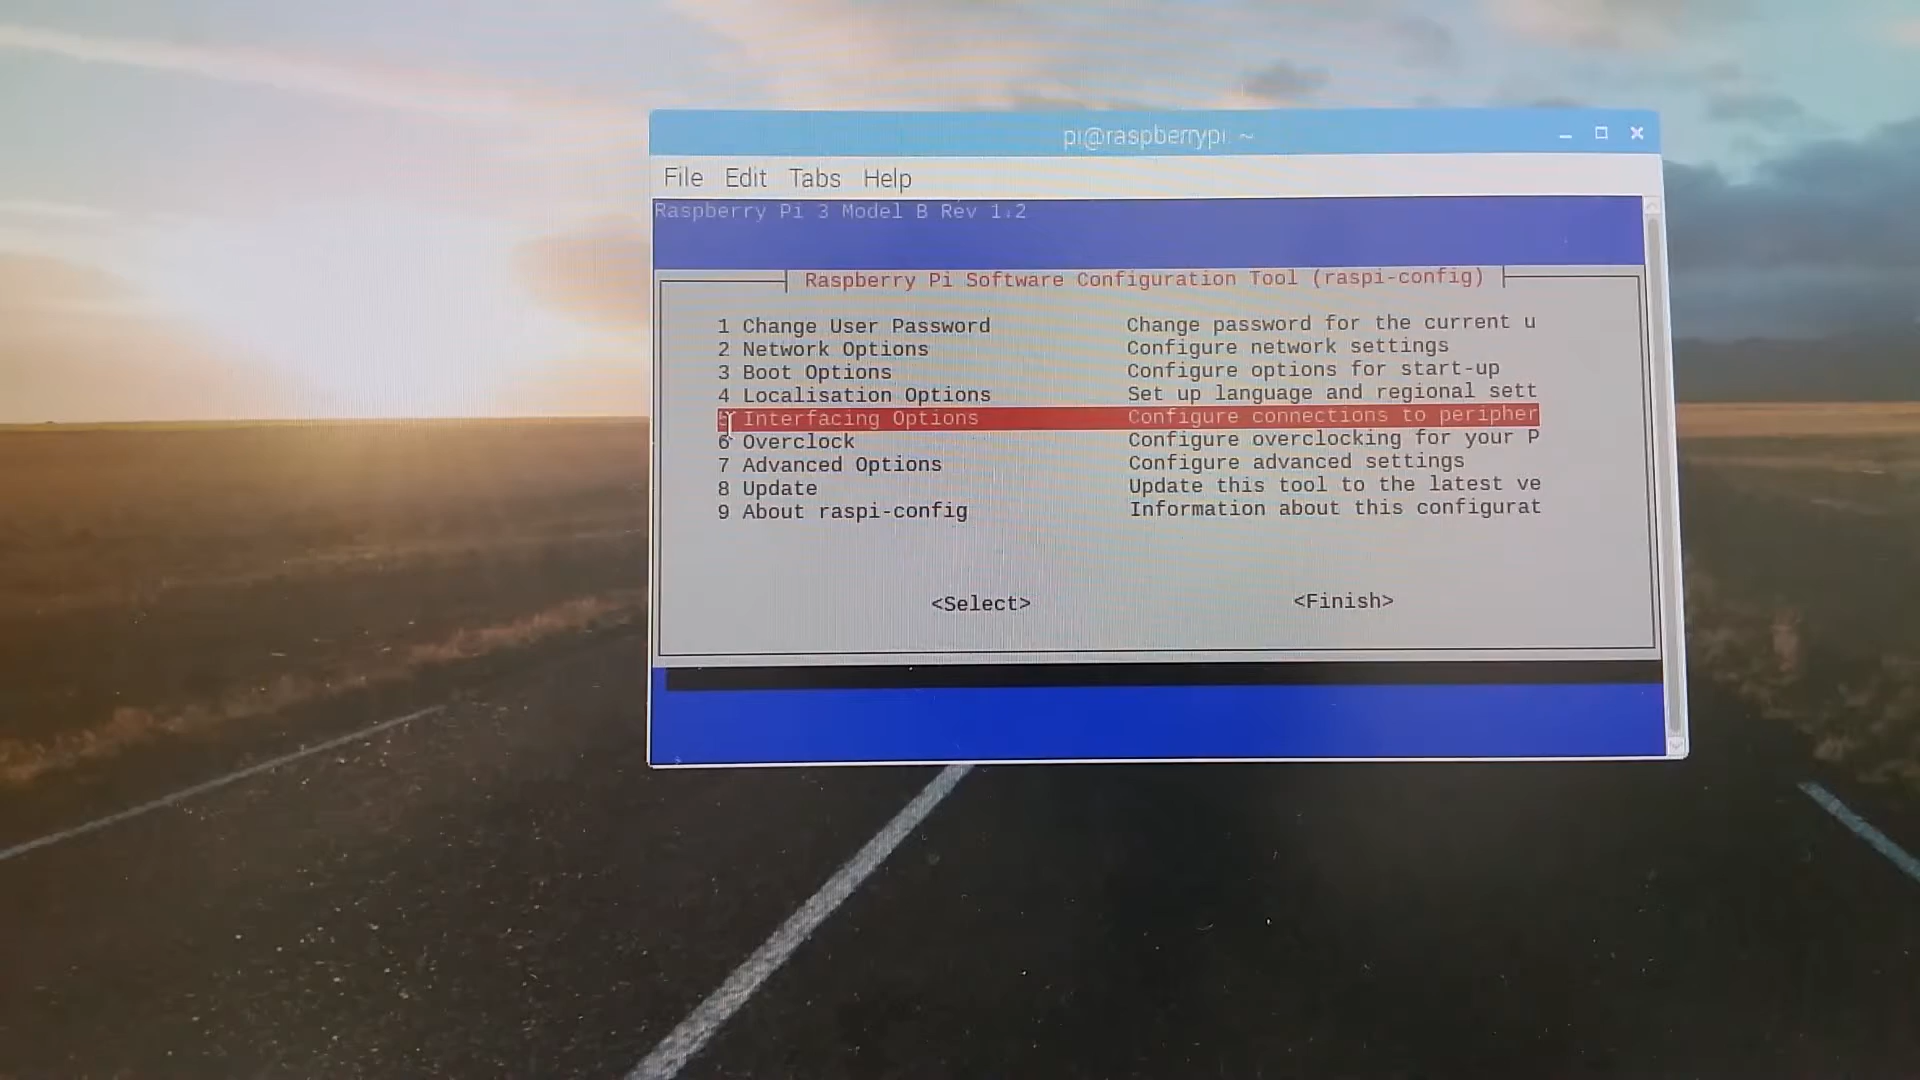 pi@raspberrypi: ~
File Edit Tabs Help
Raspberry Pi 3 Model B Rev 1.2
Raspberry Pi Software Configuration Tool (raspi-config)
1 Change User Password Change password for the current u
2 Network Options Configure network settings
3 Boot Options Configure options for start-up
4 Localisation Options Set up language and regional sett
5 Interfacing Options Configure connections to peripher
6 Overclock Configure overclocking for your P
7 Advanced Options Configure advanced settings
8 Update Update this tool to the latest ve
9 About raspi-config Information about this configurat
<Select> <Finish>